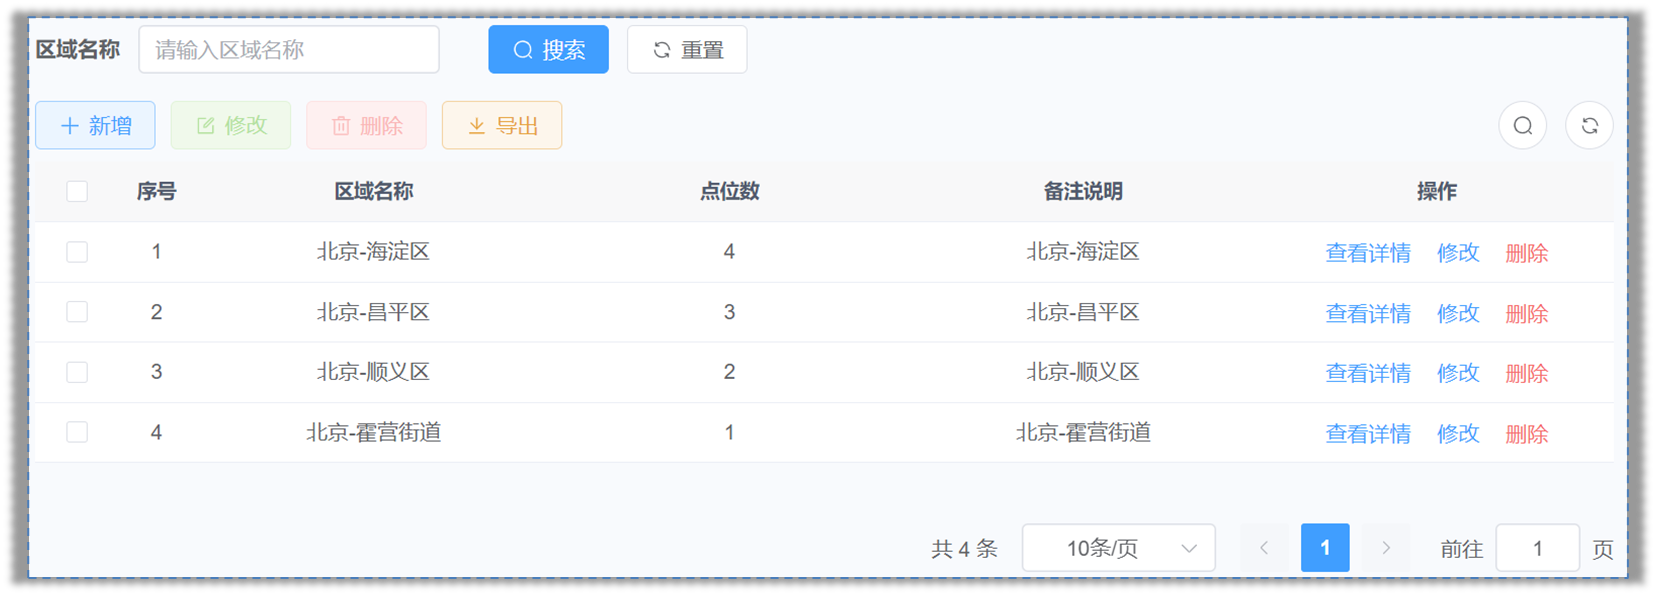 区域名称 请输入区域名称 搜索 重置
新增 修改 删除 导出
序号 区域名称 点位数 备注说明 操作
1 北京-海淀区 4 北京-海淀区 查看详情 修改 删除
2 北京-昌平区 3 北京-昌平区 查看详情 修改 删除
3 北京-顺义区 2 北京-顺义区 查看详情 修改 删除
4 北京-霍营街道 1 北京-霍营街道 查看详情 修改 删除
共 4 条 10条/页 1 前往 1 页